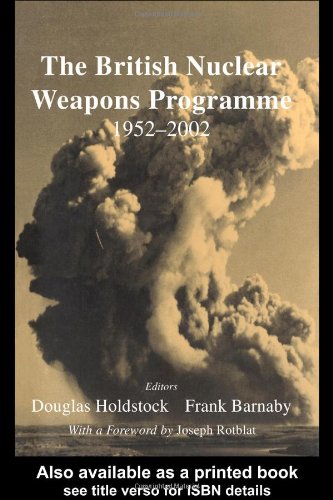 The British Nuclear
Weapons Programme
1952–2002
Editors
Douglas Holdstock Frank Barnaby
With a Foreword by Joseph Rotblat
Also available as a printed book
see title verso for ISBN details